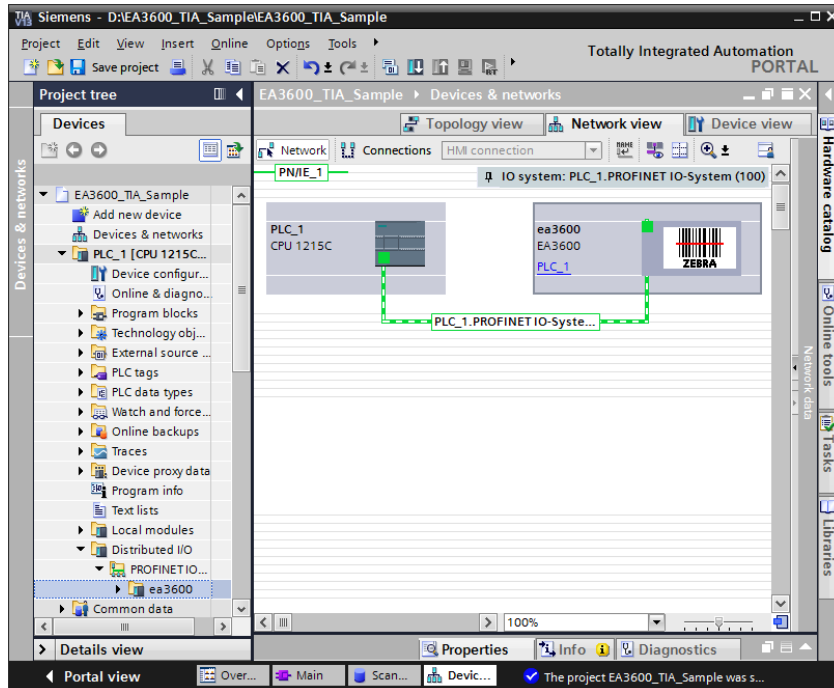 TIA
V13
Siemens - D:\EA3600_TIA_Sample\EA3600_TIA_Sample
Project Edit View Insert Online Options Tools
Totally Integrated Automation
PORTAL
Save project
Project tree
EA3600_TIA_Sample Devices & networks
Devices
Topology view
Network view
Device view
Network
Connections
HMI connection
NAME
PN/IE_1
IO system: PLC_1.PROFINET IO-System (100)
EA3600_TIA_Sample
Add new device
Devices & networks
PLC_1 [CPU 1215C...
Device configur...
Online & diagno...
Program blocks
Technology obj...
External source ...
PLC tags
PLC data types
Watch and force...
Online backups
Traces
Device proxy data
Program info
Text lists
Local modules
Distributed I/O
PROFINET IO...
ea3600
Common data
PLC_1
CPU 1215C
ea3600
EA3600
PLC_1
ZEBRA
PLC_1.PROFINET IO-Syste...
100%
Details view
Properties
Info
Diagnostics
Portal view
Over...
Main
Scan...
Devic...
The project EA3600_TIA_Sample was s...
Devices & networks
Network data
Hardware catalog
Online tools
Tasks
Libraries